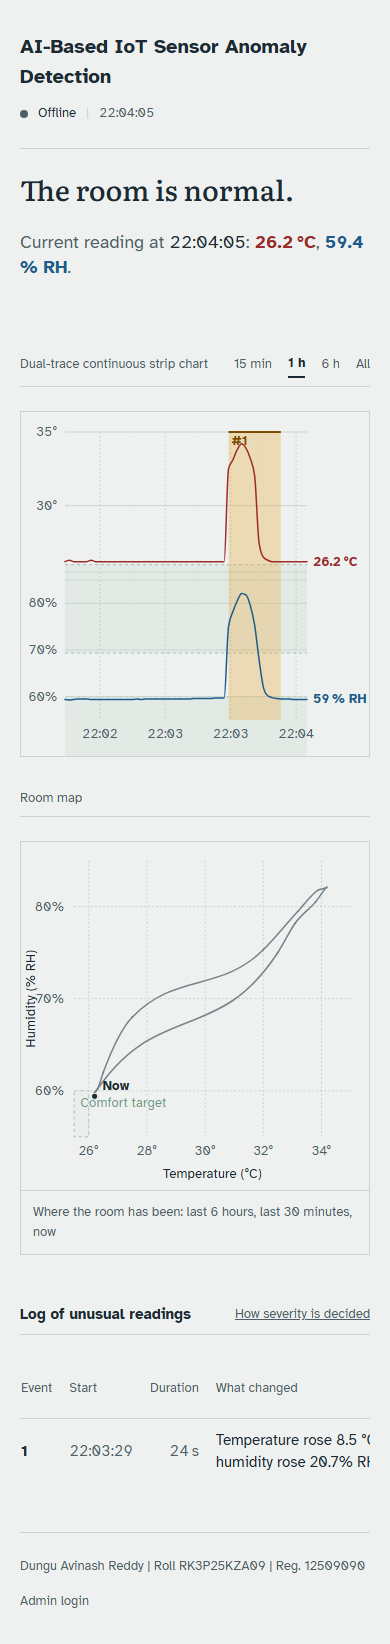 AI-Based IoT Sensor Anomaly
Detection
Offline | 22:04:05
The room is normal.
Current reading at 22:04:05: 26.2 °C, 59.4
% RH.
Dual-trace continuous strip chart 15 min 1 h 6 h All
35°
#1
30°
26.2 °C
80%
70%
60%
59 % RH
22:02 22:03 22:03 22:04
Room map
80%
70%
60%
Humidity (% RH)
Now
Comfort target
26° 28° 30° 32° 34°
Temperature (°C)
Where the room has been: last 6 hours, last 30 minutes,
now
Log of unusual readings How severity is decided
Event Start Duration What changed
1 22:03:29 24 s Temperature rose 8.5 °
humidity rose 20.7% R
Dungu Avinash Reddy | Roll RK3P25KZA09 | Reg. 12509090
Admin login